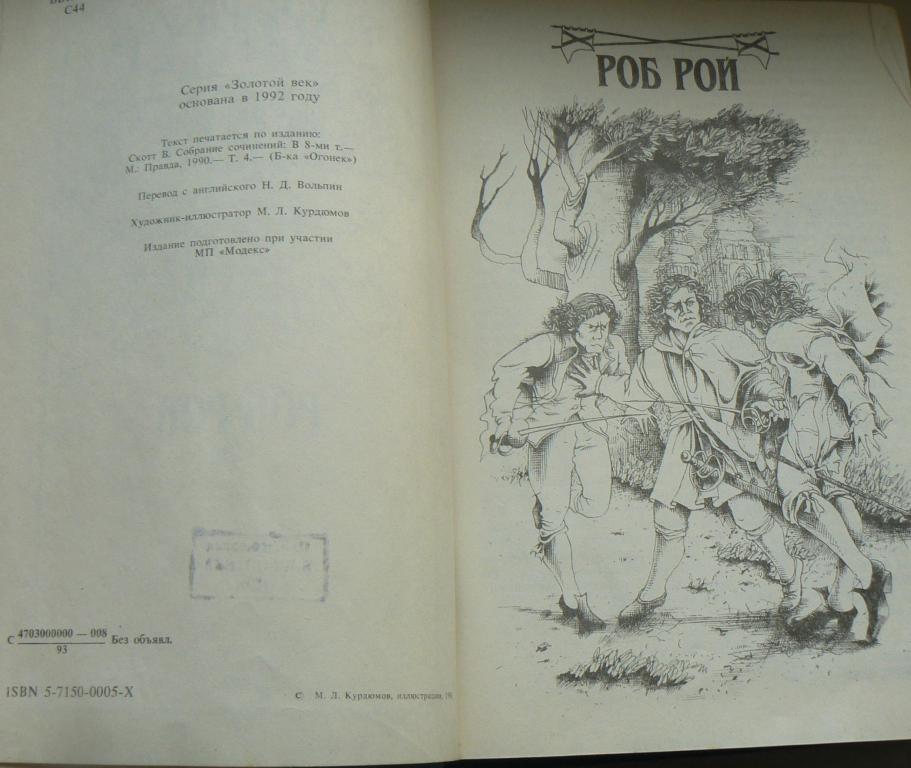 С44
Серия «Золотой век»
основана в 1992 году
Текст печатается по изданию:
Скотт В. Собрание сочинений: В 8-ми т.—
М.: Правда, 1990.— Т. 4.— (Б-ка «Огонек»)
Перевод с английского Н. Д. Вольпин
Художник-иллюстратор М. Л. Курдюмов
Издание подготовлено при участии
МП «Модекс»
С 4703000000 — 008
93
Без объявл.
ISBN 5-7150-0005-X
С М. Л. Курдюмов, иллюстрации, 19
РОБ РОЙ